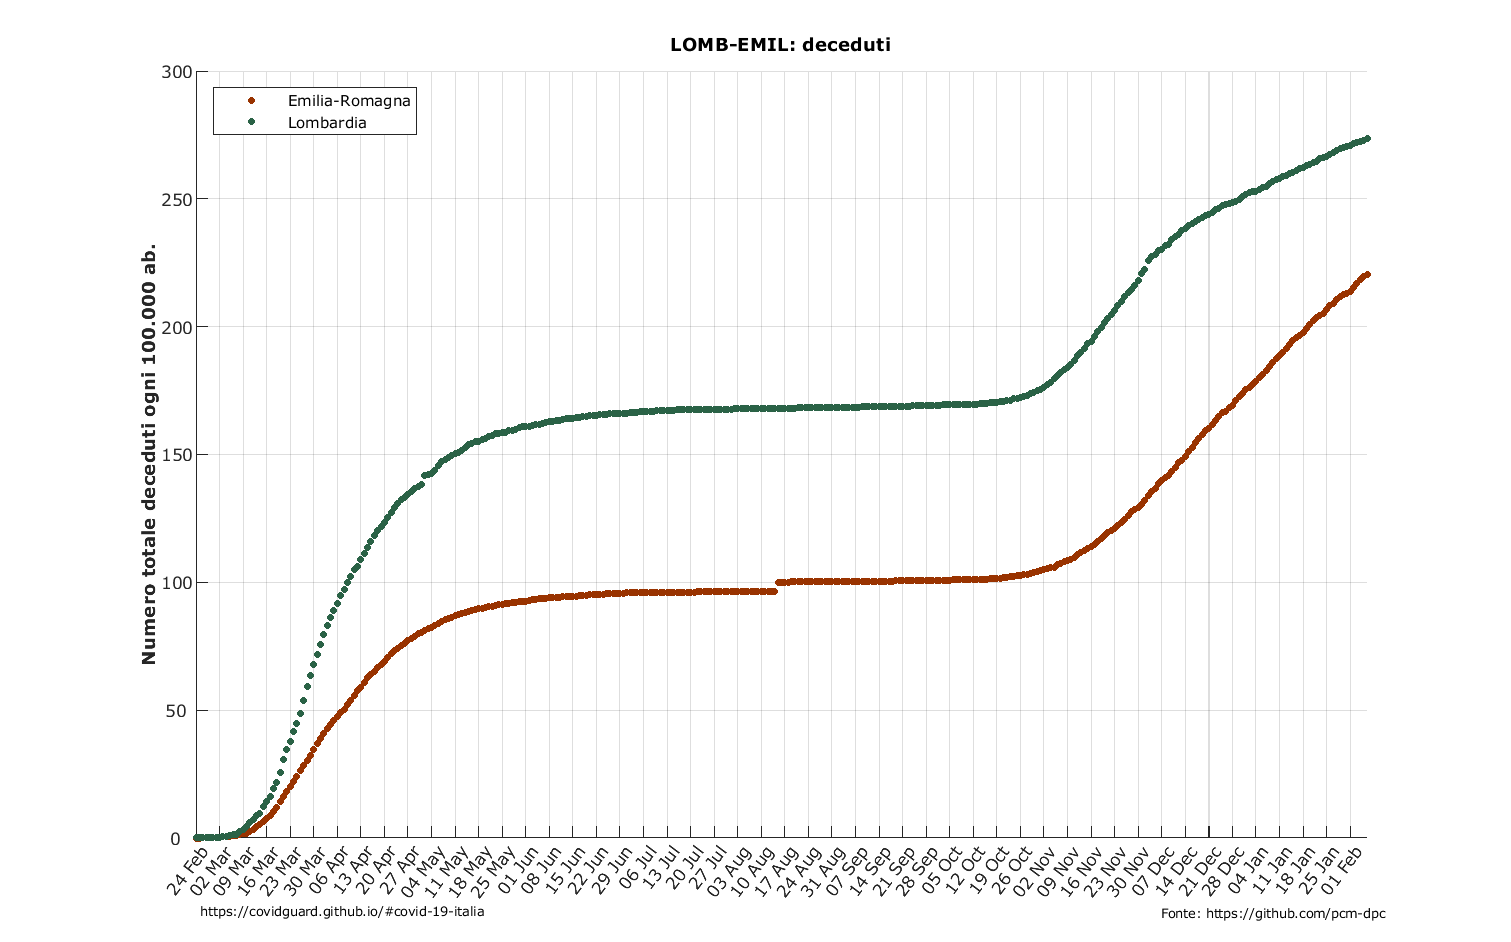 LOMB-EMIL: deceduti
Emilia-Romagna
Lombardia
Numero totale deceduti ogni 100.000 ab.
300
250
200
150
100
50
0
24 Feb
02 Mar
09 Mar
16 Mar
23 Mar
30 Mar
06 Apr
13 Apr
20 Apr
27 Apr
04 May
11 May
18 May
25 May
01 Jun
08 Jun
15 Jun
22 Jun
29 Jun
06 Jul
13 Jul
20 Jul
27 Jul
03 Aug
10 Aug
17 Aug
24 Aug
31 Aug
07 Sep
14 Sep
21 Sep
28 Sep
05 Oct
12 Oct
19 Oct
26 Oct
02 Nov
09 Nov
16 Nov
23 Nov
30 Nov
07 Dec
14 Dec
21 Dec
28 Dec
04 Jan
11 Jan
18 Jan
25 Jan
01 Feb
https://covidguard.github.io/#covid-19-italia
Fonte: https://github.com/pcm-dpc